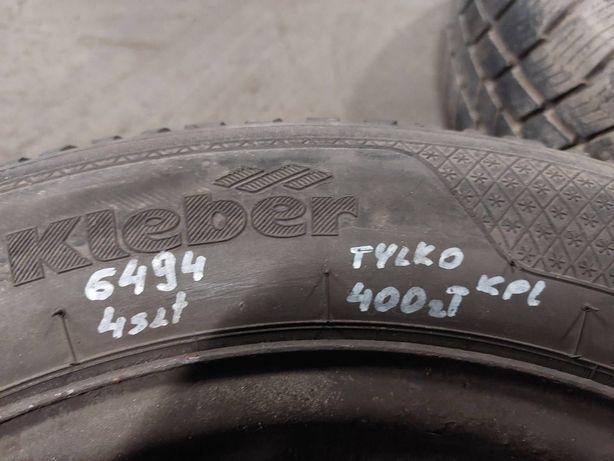 Kleber
6494
4szt
TYLKO
400zł KPL